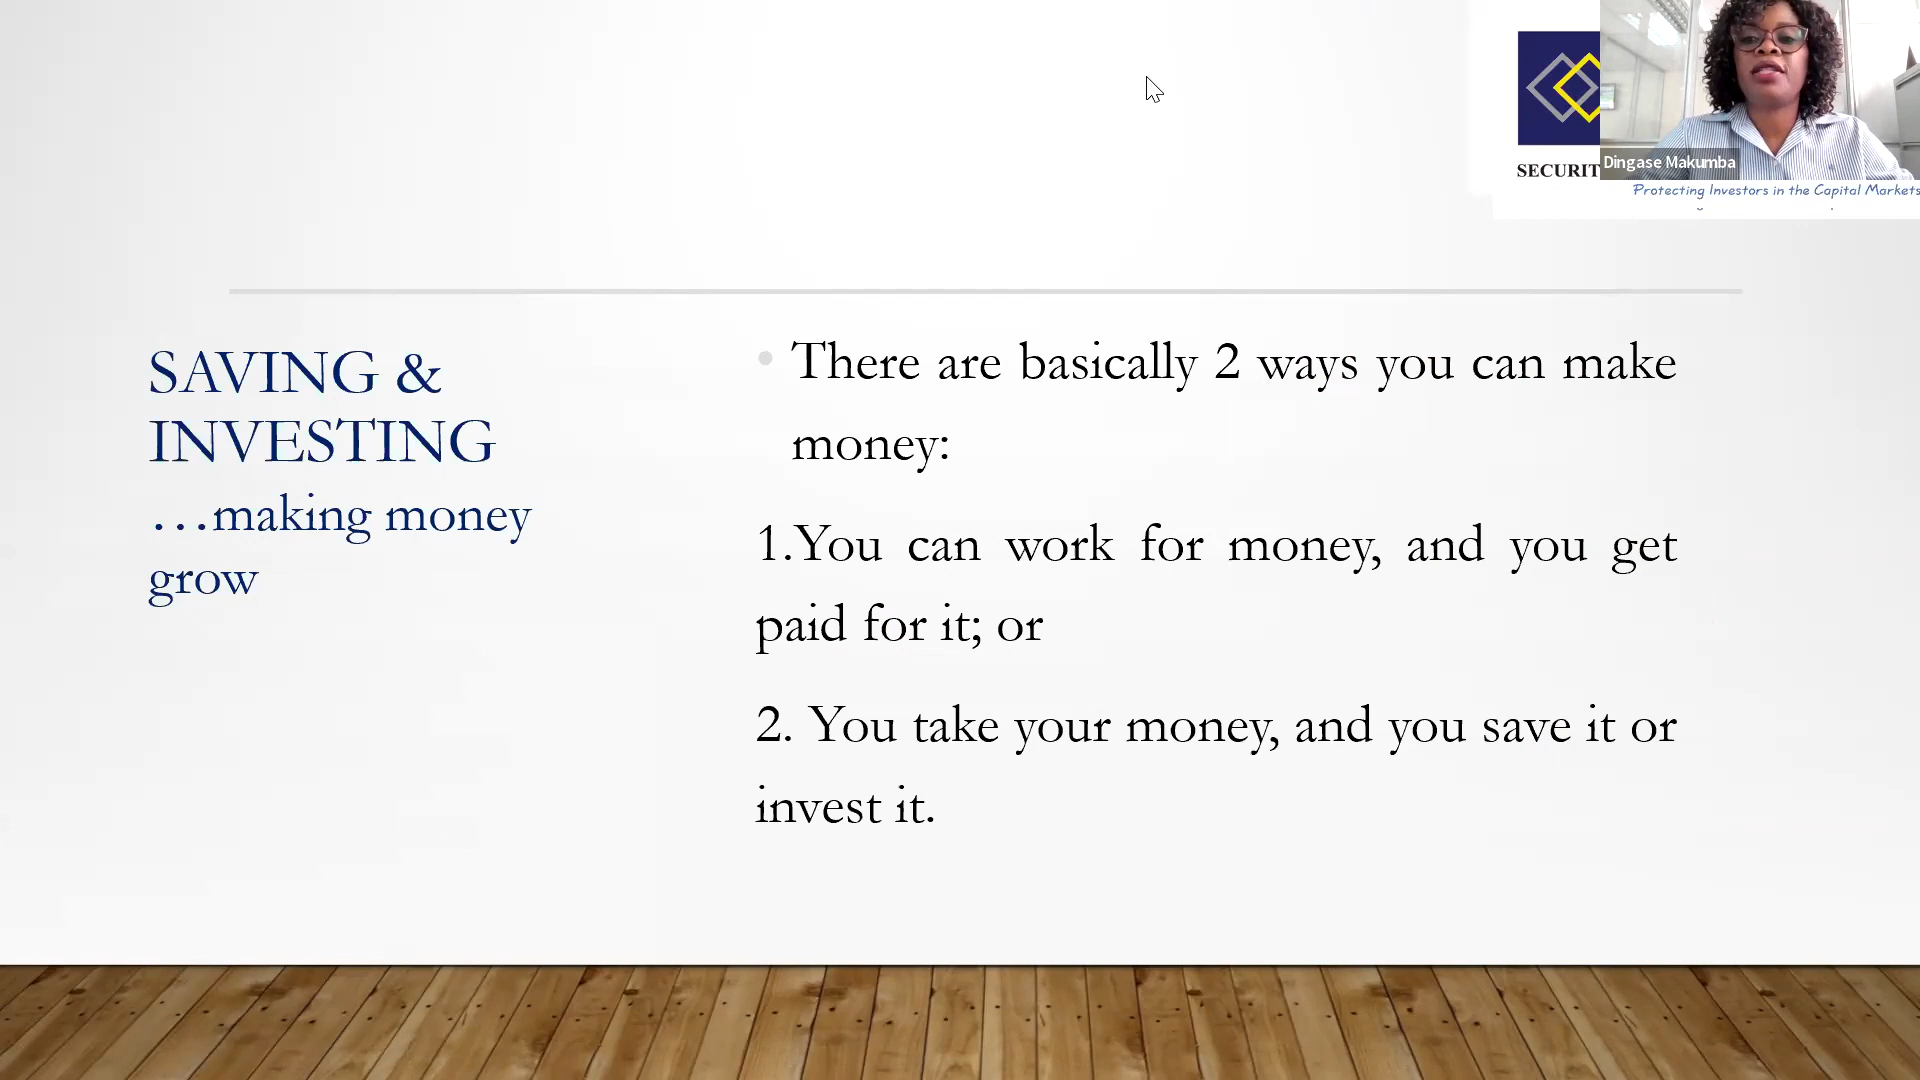 SECURIT
Dingase Makumba
Protecting Investors in the Capital Markets
SAVING &
INVESTING
…making money
grow
• There are basically 2 ways you can make
money:
1.You can work for money, and you get
paid for it; or
2. You take your money, and you save it or
invest it.